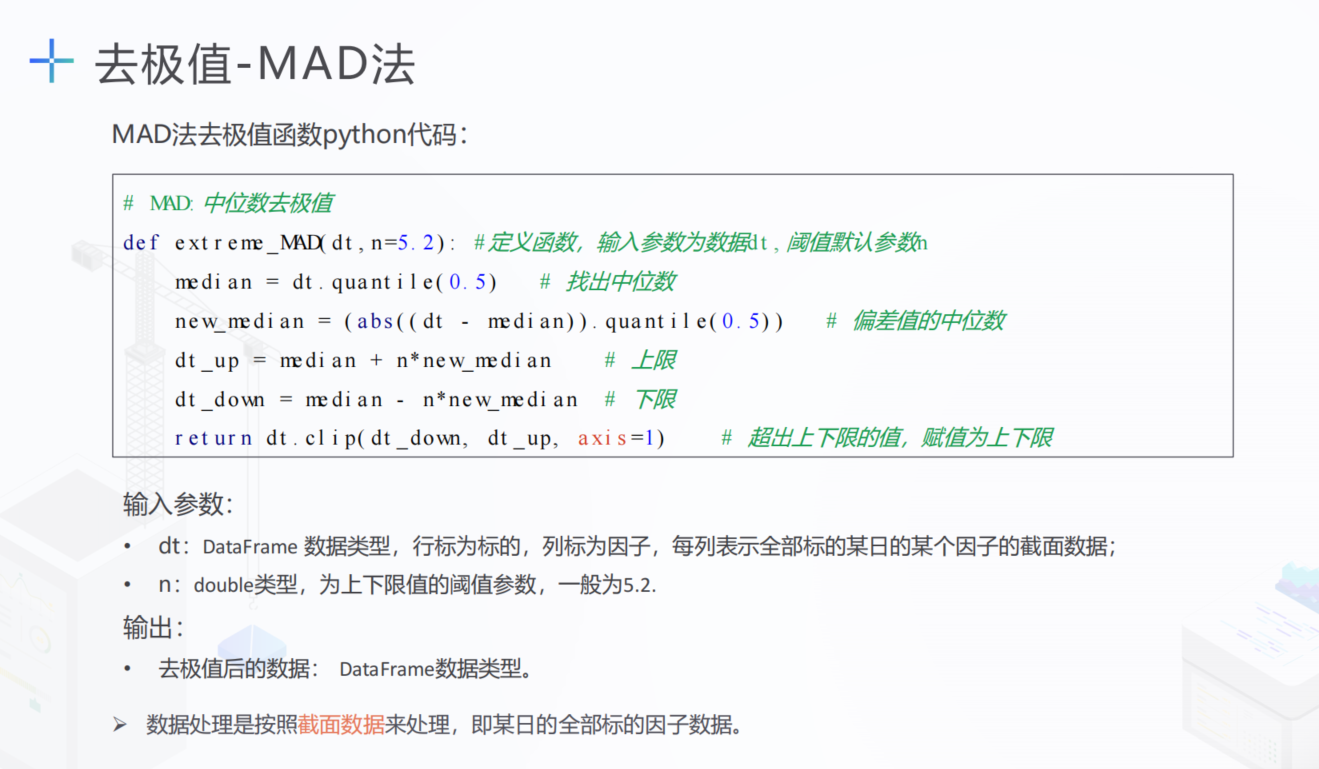 去极值-MAD法
MAD法去极值函数python代码：
# MAD: 中位数去极值
def extreme_MAD(dt,n=5.2): #定义函数，输入参数为数据dt,阈值默认参数n
median = dt.quantile(0.5) # 找出中位数
new_median = (abs((dt - median)).quantile(0.5)) # 偏差值的中位数
dt_up = median + n*new_median # 上限
dt_down = median - n*new_median # 下限
return dt.clip(dt_down, dt_up, axis=1) # 超出上下限的值，赋值为上下限
输入参数：
• dt：DataFrame 数据类型，行标为标的，列标为因子，每列表示全部标的某日的某个因子的截面数据；
• n：double类型，为上下限值的阈值参数，一般为5.2.
输出：
• 去极值后的数据： DataFrame数据类型。
➢ 数据处理是按照截面数据来处理，即某日的全部标的因子数据。